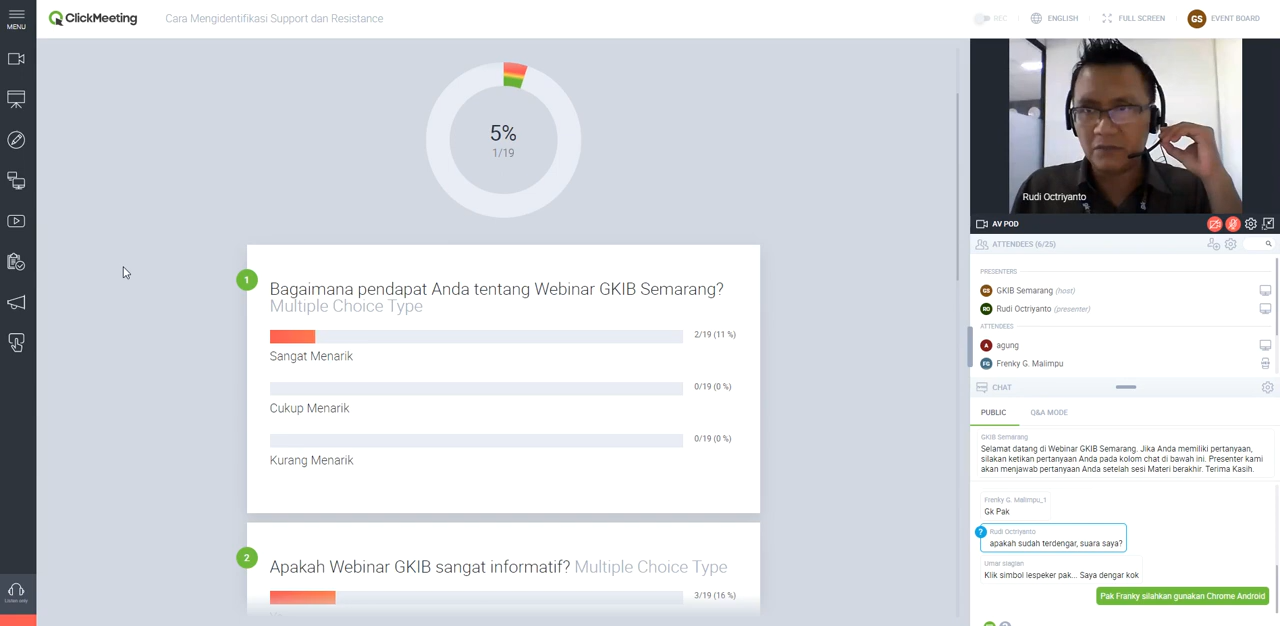 MENU
ClickMeeting
Cara Mengidentifikasi Support dan Resistance
REC
ENGLISH
FULL SCREEN
GS
EVENT BOARD
5%
1/19
1
Bagaimana pendapat Anda tentang Webinar GKIB Semarang?
Multiple Choice Type
2/19 (11 %)
Sangat Menarik
0/19 (0 %)
Cukup Menarik
0/19 (0 %)
Kurang Menarik
2
Apakah Webinar GKIB sangat informatif? Multiple Choice Type
3/19 (16 %)
Listen only
Rudi Octriyanto
AV POD
ATTENDEES (6/25)
PRESENTERS
GS GKIB Semarang (host)
RO Rudi Octriyanto (presenter)
ATTENDEES
A agung
FG Frenky G. Malimpu
CHAT
PUBLIC
Q&A MODE
GKIB Semarang
Selamat datang di Webinar GKIB Semarang. Jika Anda memiliki pertanyaan,
silakan ketikan pertanyaan Anda pada kolom chat di bawah ini. Presenter kami
akan menjawab pertanyaan Anda setelah sesi Materi berakhir. Terima Kasih.
Frenky G. Malimpu_1
Gk Pak
?
Rudi Octriyanto
apakah sudah terdengar, suara saya?
Umar siagian
Klik simbol lespeker pak... Saya dengar kok
Pak Franky silahkan gunakan Chrome Android